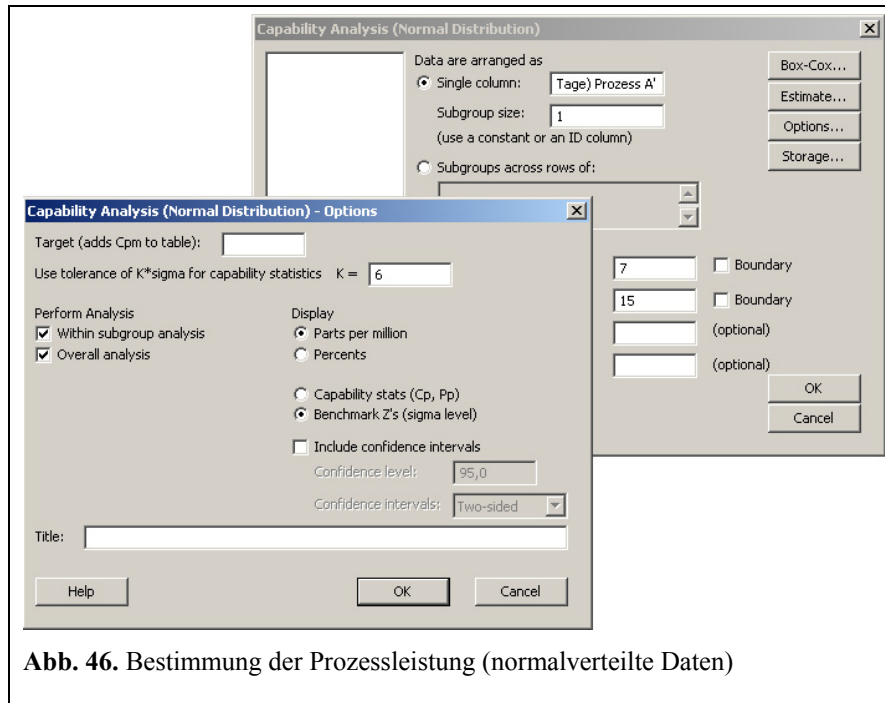 Capability Analysis (Normal Distribution)
Data are arranged as
Single column: Tage) Prozess A'
Subgroup size: 1
(use a constant or an ID column)
Subgroups across rows of:
Box-Cox...
Estimate...
Options...
Storage...
7 Boundary
15 Boundary
(optional)
(optional)
OK
Cancel
Capability Analysis (Normal Distribution) - Options
Target (adds Cpm to table):
Use tolerance of K*sigma for capability statistics K = 6
Perform Analysis
Within subgroup analysis
Overall analysis
Display
Parts per million
Percents
Capability stats (Cp, Pp)
Benchmark Z's (sigma level)
Include confidence intervals
Confidence level: 95,0
Confidence intervals: Two-sided
Title:
Help
OK
Cancel
Abb. 46. Bestimmung der Prozessleistung (normalverteilte Daten)